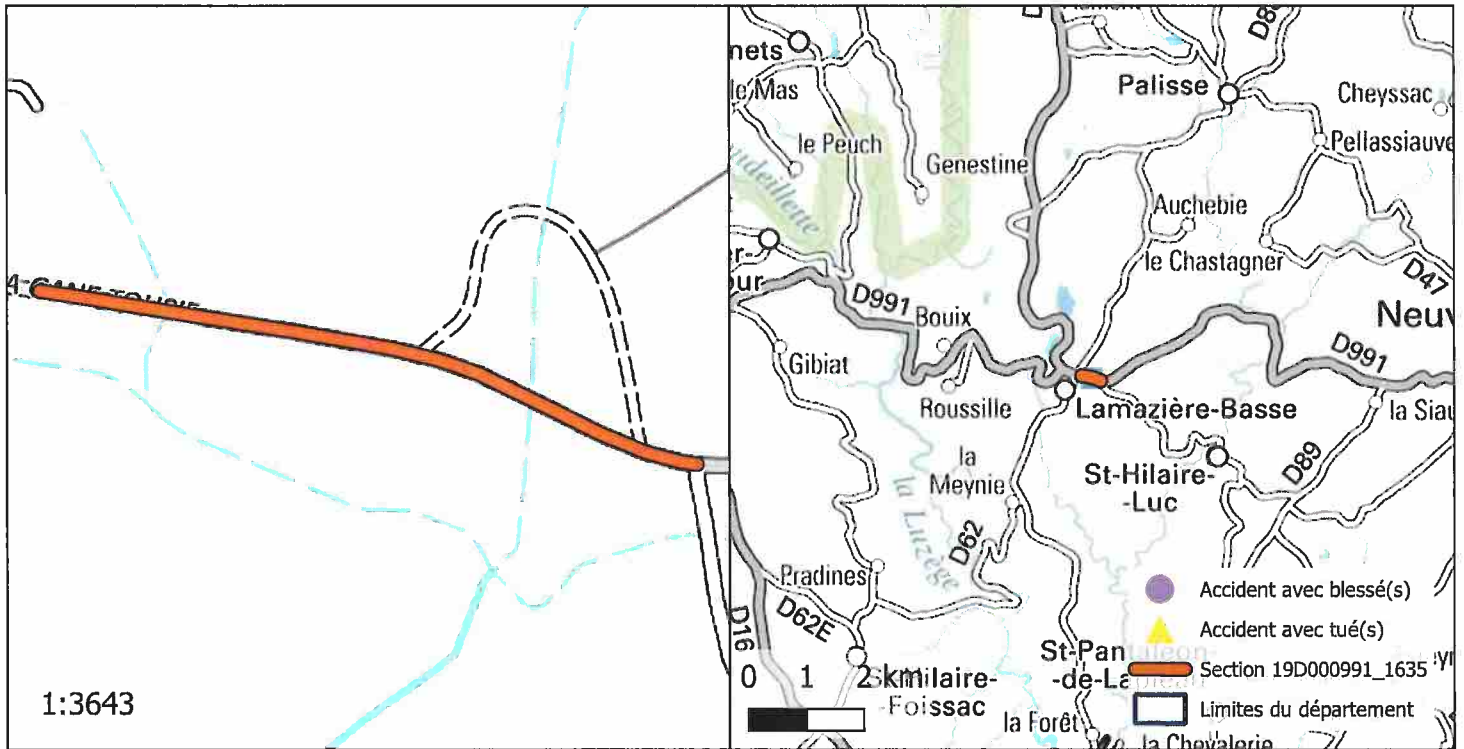 1:3643
nets
le Mas
le Peuch
Genestine
Palisse
Cheyssac
Pellassiauve
Auchebie
le Chastagner
D47
D991
Bouix
Gibiat
Roussille
Neuv
D991
Lamazière-Basse
la Siau
la
Meynie
St-Hilaire-
-Luc
D89
la Luzège
D62
Pradines
D62E
D16
Accident avec blessé(s)
Accident avec tué(s)
Section 19D000991_1635
Limites du département
St-Pan
-de-La
0 1 2 km
milaire-
-Foissac
la Forêt
la Chevalerie